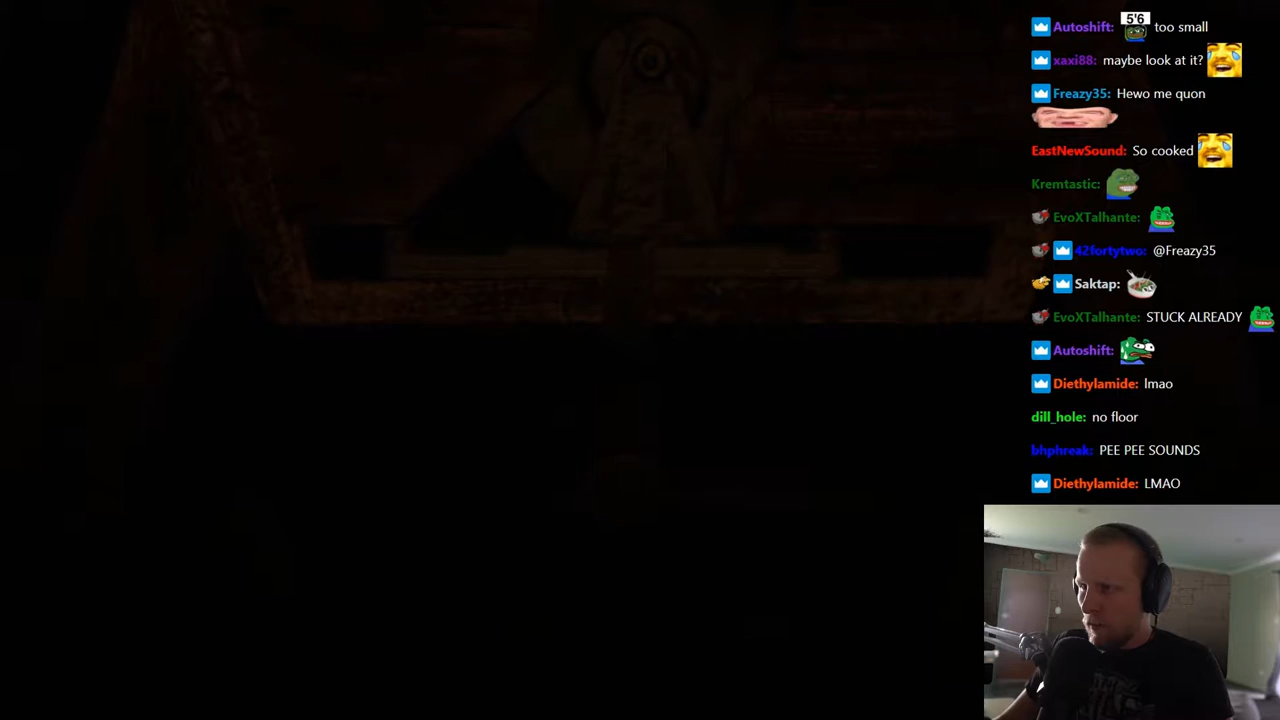 5'6
Autoshift: too small
xaxi88: maybe look at it?
Freazy35: Hewo me quon
EastNewSound: So cooked
Kremtastic:
EvoXTalhante:
42fortytwo: @Freazy35
Saktap:
EvoXTalhante: STUCK ALREADY
Autoshift:
Diethylamide: lmao
dill_hole: no floor
bhphreak: PEE PEE SOUNDS
Diethylamide: LMAO